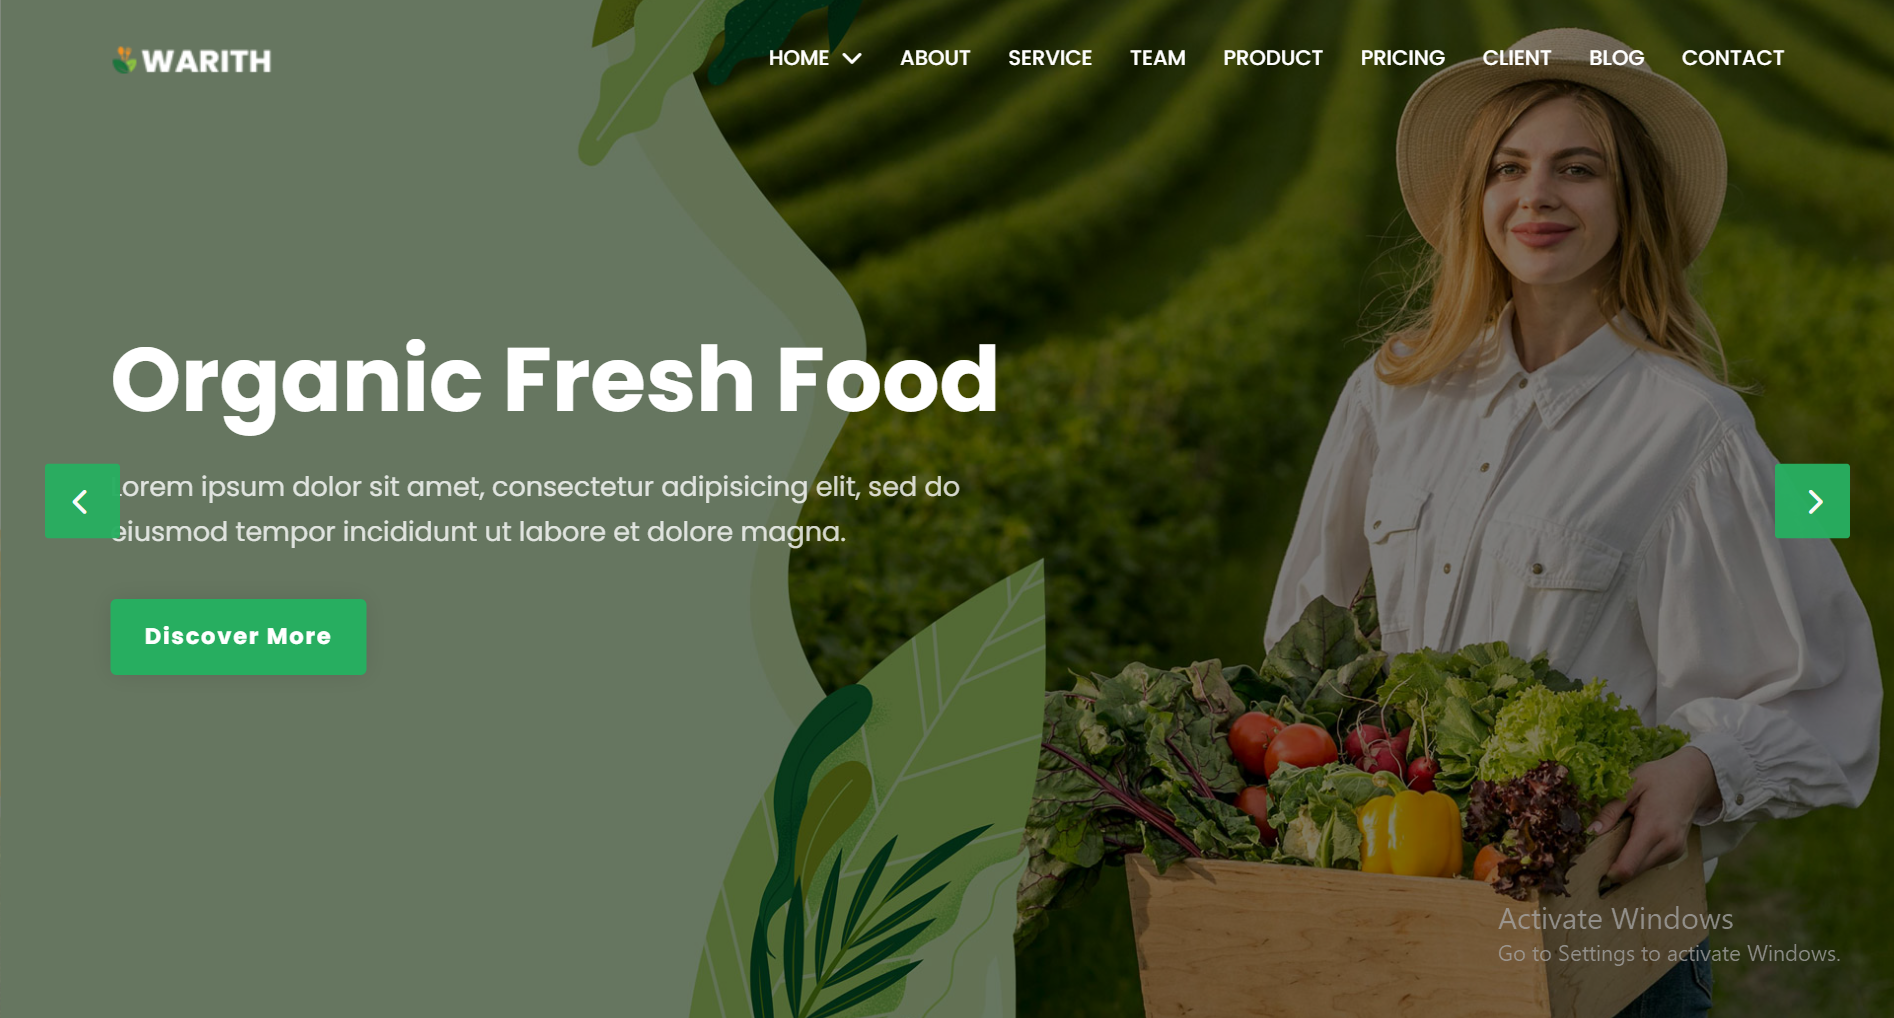 WARITH
HOME ABOUT SERVICE TEAM PRODUCT PRICING CLIENT BLOG CONTACT
Organic Fresh Food
Lorem ipsum dolor sit amet, consectetur adipisicing elit, sed do
eiusmod tempor incididunt ut labore et dolore magna.
Discover More
Activate Windows
Go to Settings to activate Windows.